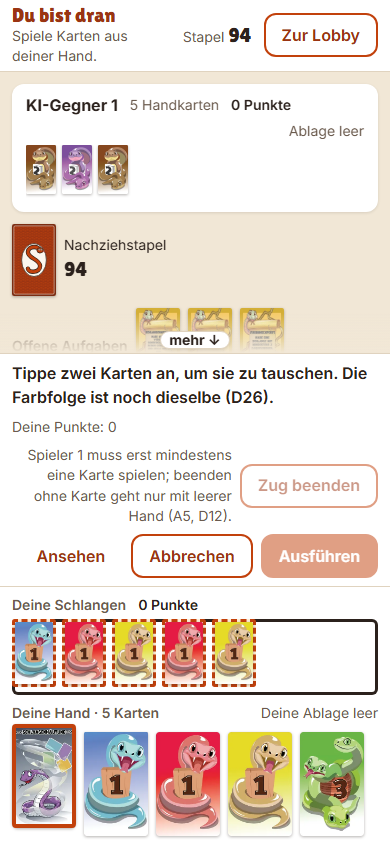 Du bist dran
Spiele Karten aus
deiner Hand.
Stapel 94
Zur Lobby
KI-Gegner 1 5 Handkarten 0 Punkte
Ablage leer
2 2 2
S
Nachziehstapel
94
Offene Aufgaben
mehr ↓
Tippe zwei Karten an, um sie zu tauschen. Die
Farbfolge ist noch dieselbe (D26).
Deine Punkte: 0
Spieler 1 muss erst mindestens
eine Karte spielen; beenden
ohne Karte geht nur mit leerer
Hand (A5, D12).
Zug beenden
Ansehen
Abbrechen
Ausführen
Deine Schlangen 0 Punkte
1 1 1 1 1
Deine Hand · 5 Karten
Deine Ablage leer
1 1 1 3